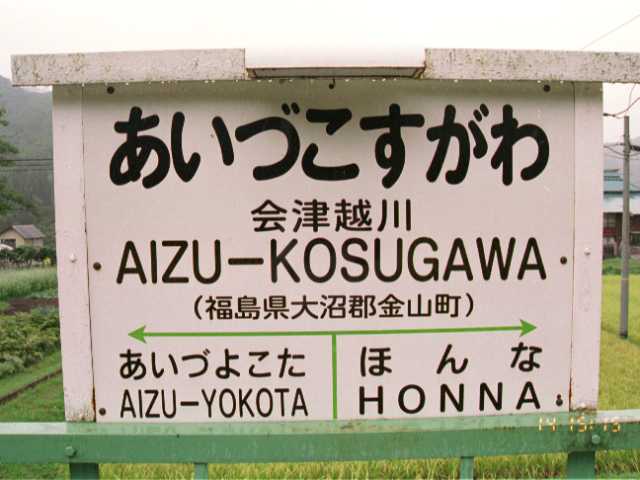 あいづこすがわ
会津越川
AIZU-KOSUGAWA
(福島県大沼郡金山町)
あいづよこた ほんな
AIZU-YOKOTA HONNA
14 15:15